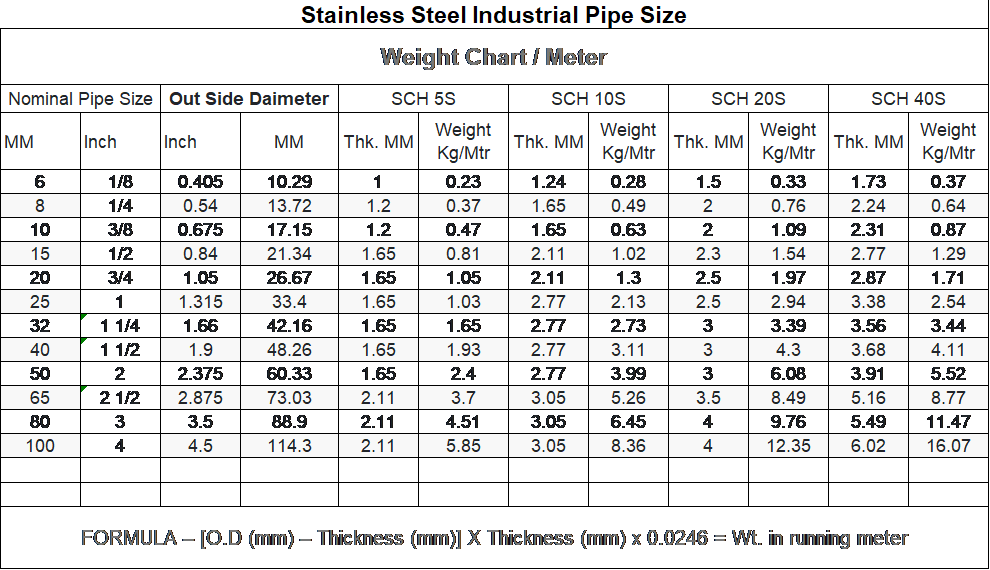 Stainless Steel Industrial Pipe Size
Weight Chart / Meter
Nominal Pipe Size Out Side Daimeter SCH 5S SCH 10S SCH 20S SCH 40S
MM Inch Inch MM Thk. MM Weight Kg/Mtr Thk. MM Weight Kg/Mtr Thk. MM Weight Kg/Mtr Thk. MM Weight Kg/Mtr
6 1/8 0.405 10.29 1 0.23 1.24 0.28 1.5 0.33 1.73 0.37
8 1/4 0.54 13.72 1.2 0.37 1.65 0.49 2 0.76 2.24 0.64
10 3/8 0.675 17.15 1.2 0.47 1.65 0.63 2 1.09 2.31 0.87
15 1/2 0.84 21.34 1.65 0.81 2.11 1.02 2.3 1.54 2.77 1.29
20 3/4 1.05 26.67 1.65 1.05 2.11 1.3 2.5 1.97 2.87 1.71
25 1 1.315 33.4 1.65 1.03 2.77 2.13 2.5 2.94 3.38 2.54
32 1 1/4 1.66 42.16 1.65 1.65 2.77 2.73 3 3.39 3.56 3.44
40 1 1/2 1.9 48.26 1.65 1.93 2.77 3.11 3 4.3 3.68 4.11
50 2 2.375 60.33 1.65 2.4 2.77 3.99 3 6.08 3.91 5.52
65 2 1/2 2.875 73.03 2.11 3.7 3.05 5.26 3.5 8.49 5.16 8.77
80 3 3.5 88.9 2.11 4.51 3.05 6.45 4 9.76 5.49 11.47
100 4 4.5 114.3 2.11 5.85 3.05 8.36 4 12.35 6.02 16.07
FORMULA – [O.D (mm) – Thickness (mm)] X Thickness (mm) x 0.0246 = Wt. in running meter